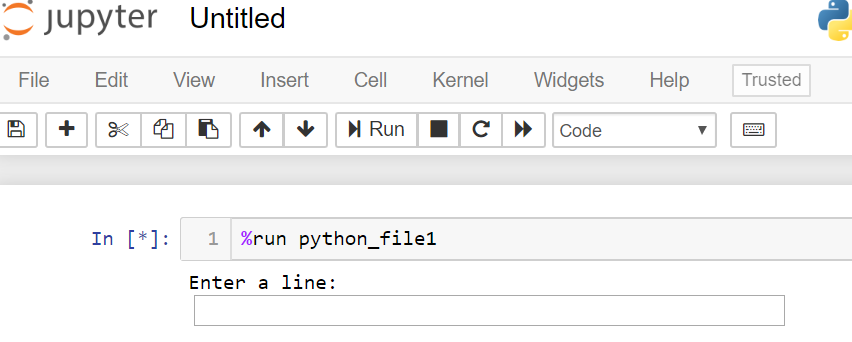 jupyter Untitled
File Edit View Insert Cell Kernel Widgets Help Trusted
Run Code
In [*]: 1 %run python_file1
Enter a line: